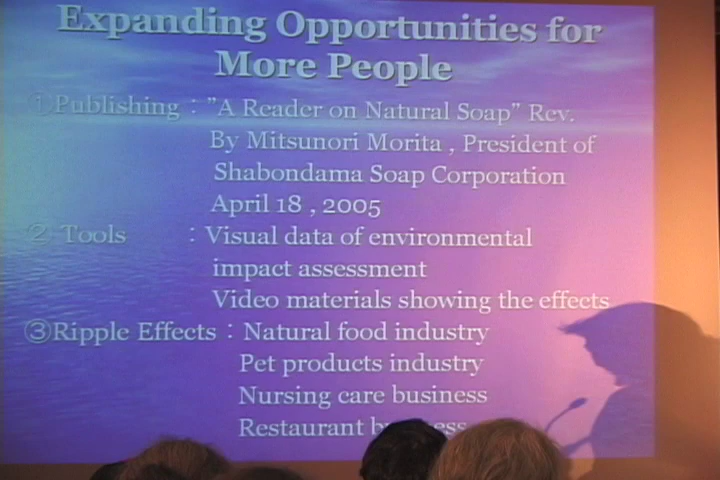 Expanding Opportunities for
More People
①Publishing : "A Reader on Natural Soap" Rev.
By Mitsunori Morita , President of
Shabondama Soap Corporation
April 18 , 2005
② Tools : Visual data of environmental
impact assessment
Video materials showing the effects
③Ripple Effects : Natural food industry
Pet products industry
Nursing care business
Restaurant